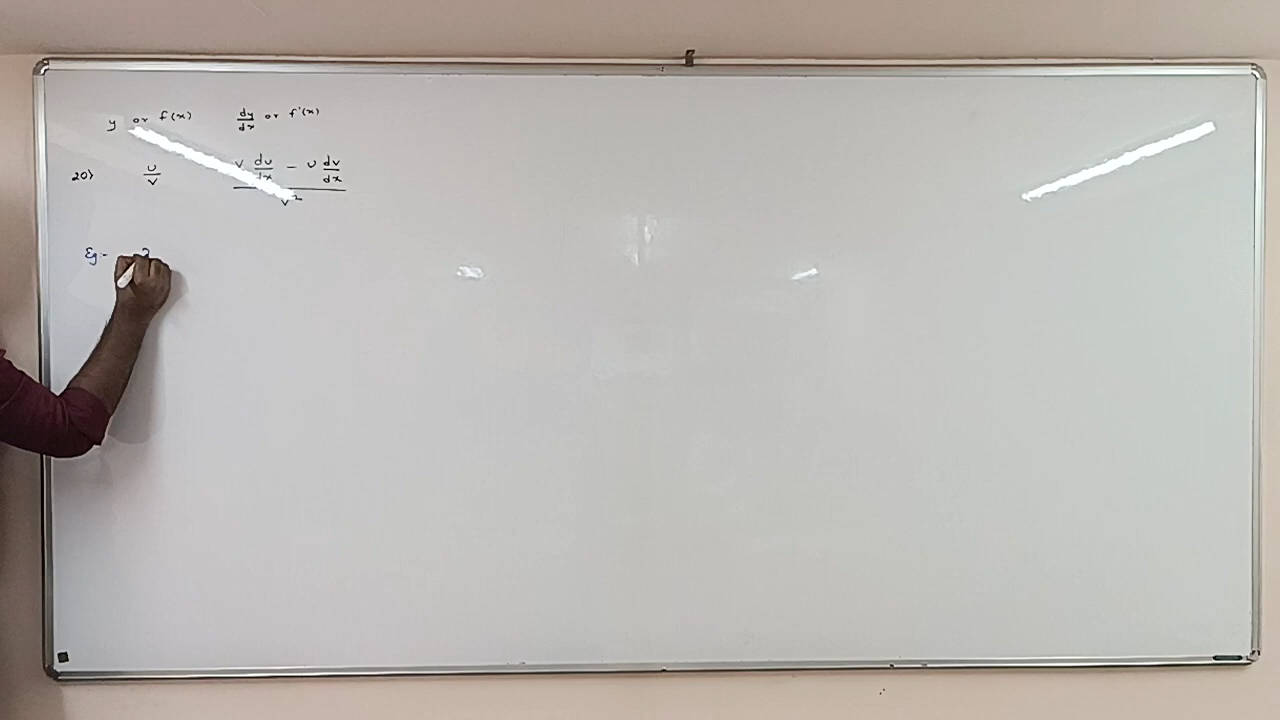 y or f(x) dy/dx or f'(x)
20) u/v (v du/dx - u dv/dx)/v²
Eg:-